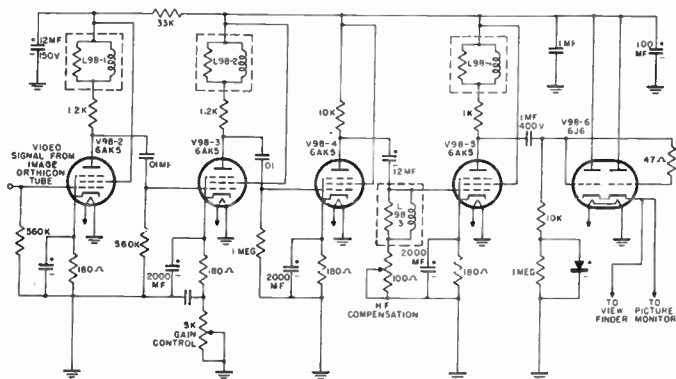 33K
12MF
150V
L98-1
L98-2
L98-4
1MF
100
MF
1.2K
1.2K
10K
1K
1MF
400V
V98-2
6AK5
V98-3
6AK5
V98-4
6AK5
V98-5
6AK5
V98-6
6J6
VIDEO
SIGNAL FROM
IMAGE
ORTHICON
TUBE
.01MF
.01
12MF
47Ω
L
98
3
560K
560K
1 MEG
10K
2000
MF
2000
MF
2000
MF
180Ω
180Ω
180Ω
100Ω
180Ω
1MEG
H F
COMPENSATION
5K
GAIN
CONTROL
TO
VIEW
FINDER
TO
PICTURE
MONITOR